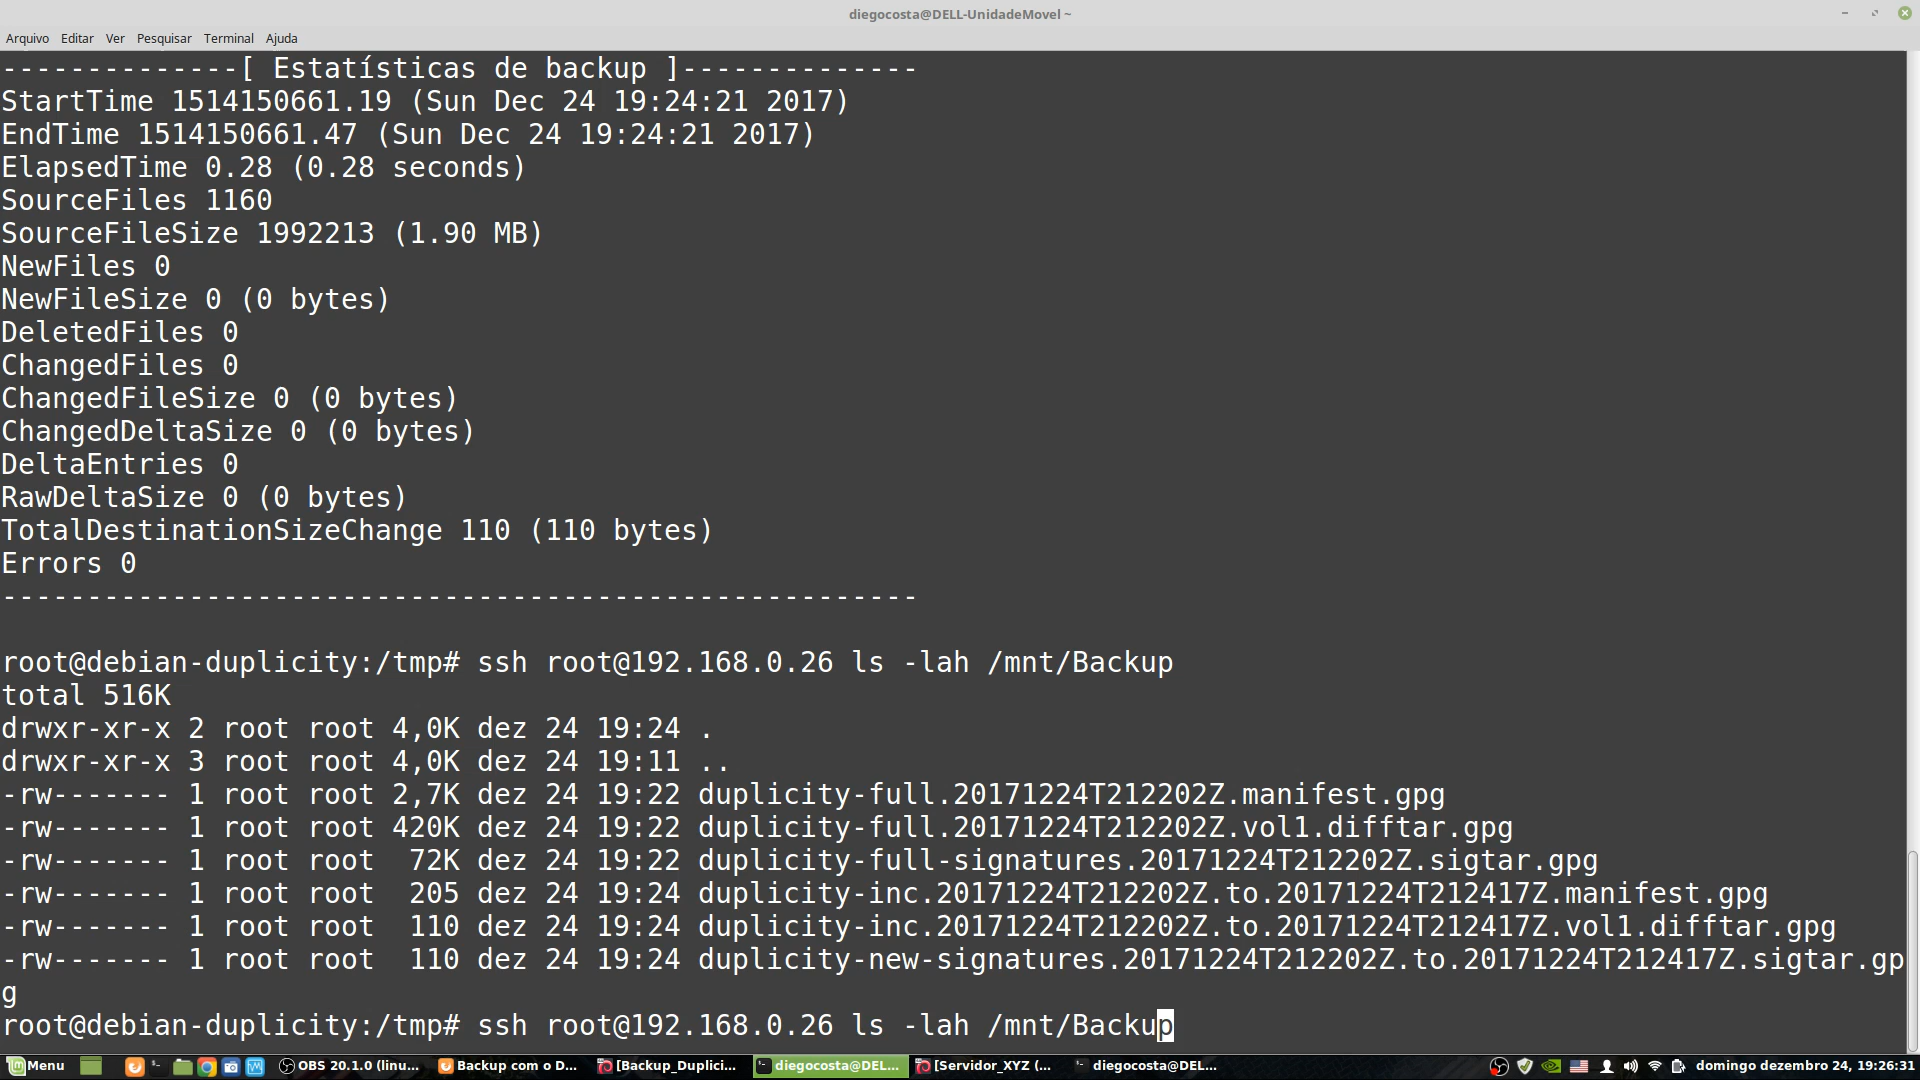 diegocosta@DELL-UnidadeMovel ~
Arquivo Editar Ver Pesquisar Terminal Ajuda
--------------[ Estatísticas de backup ]--------------
StartTime 1514150661.19 (Sun Dec 24 19:24:21 2017)
EndTime 1514150661.47 (Sun Dec 24 19:24:21 2017)
ElapsedTime 0.28 (0.28 seconds)
SourceFiles 1160
SourceFileSize 1992213 (1.90 MB)
NewFiles 0
NewFileSize 0 (0 bytes)
DeletedFiles 0
ChangedFiles 0
ChangedFileSize 0 (0 bytes)
ChangedDeltaSize 0 (0 bytes)
DeltaEntries 0
RawDeltaSize 0 (0 bytes)
TotalDestinationSizeChange 110 (110 bytes)
Errors 0
------------------------------------------------------
root@debian-duplicity:/tmp# ssh root@192.168.0.26 ls -lah /mnt/Backup
total 516K
drwxr-xr-x 2 root root 4,0K dez 24 19:24 .
drwxr-xr-x 3 root root 4,0K dez 24 19:11 ..
-rw------- 1 root root 2,7K dez 24 19:22 duplicity-full.20171224T212202Z.manifest.gpg
-rw------- 1 root root 420K dez 24 19:22 duplicity-full.20171224T212202Z.vol1.difftar.gpg
-rw------- 1 root root  72K dez 24 19:22 duplicity-full-signatures.20171224T212202Z.sigtar.gpg
-rw------- 1 root root  205 dez 24 19:24 duplicity-inc.20171224T212202Z.to.20171224T212417Z.manifest.gpg
-rw------- 1 root root  110 dez 24 19:24 duplicity-inc.20171224T212202Z.to.20171224T212417Z.vol1.difftar.gpg
-rw------- 1 root root  110 dez 24 19:24 duplicity-new-signatures.20171224T212202Z.to.20171224T212417Z.sigtar.gp
g
root@debian-duplicity:/tmp# ssh root@192.168.0.26 ls -lah /mnt/Backup
Menu OBS 20.1.0 (linu... Backup com o D... [Backup_Duplici... diegocosta@DEL... [Servidor_XYZ (... diegocosta@DEL... domingo dezembro 24, 19:26:31